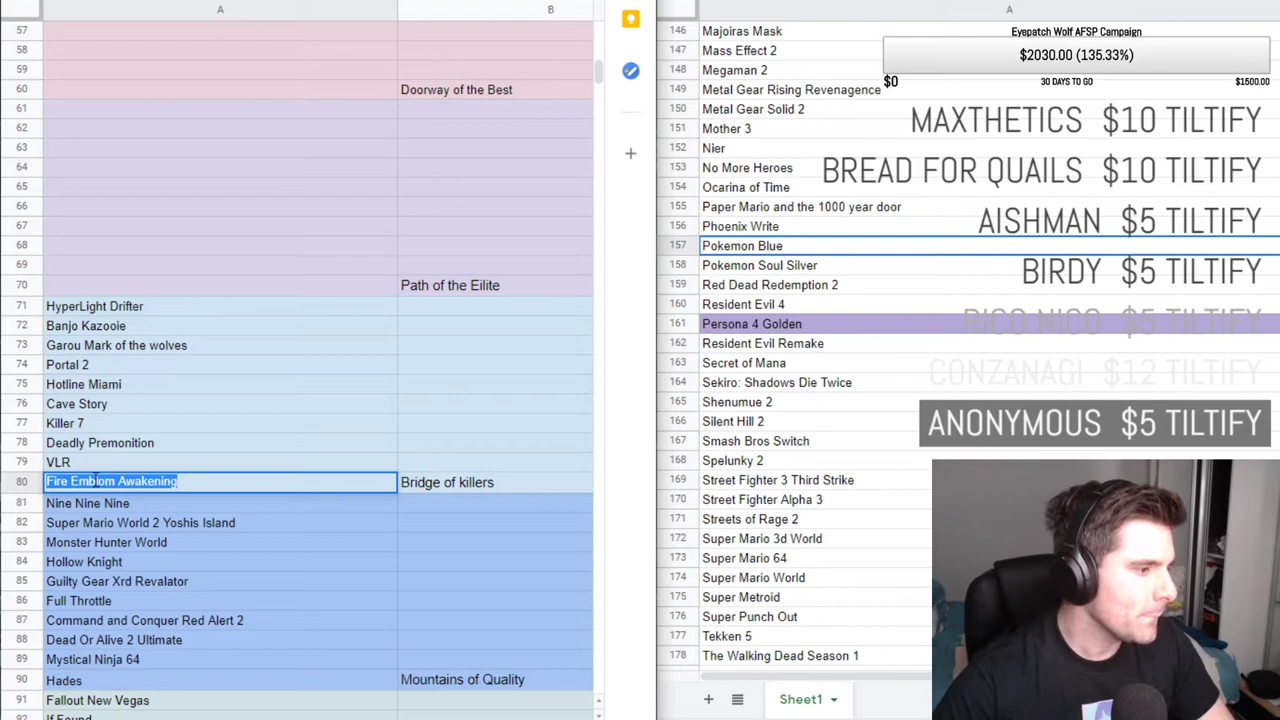 A
B
57
58
59
60 Doorway of the Best
61
62
63
64
65
66
67
68
69
70 Path of the Eilite
71 HyperLight Drifter
72 Banjo Kazooie
73 Garou Mark of the wolves
74 Portal 2
75 Hotline Miami
76 Cave Story
77 Killer 7
78 Deadly Premonition
79 VLR
80 Fire Emblom Awakening Bridge of killers
81 Nine Nine Nine
82 Super Mario World 2 Yoshis Island
83 Monster Hunter World
84 Hollow Knight
85 Guilty Gear Xrd Revalator
86 Full Throttle
87 Command and Conquer Red Alert 2
88 Dead Or Alive 2 Ultimate
89 Mystical Ninja 64
90 Hades Mountains of Quality
91 Fallout New Vegas
92 If Found
A
146 Majoiras Mask
147 Mass Effect 2
148 Megaman 2
149 Metal Gear Rising Revenagence
150 Metal Gear Solid 2
151 Mother 3
152 Nier
153 No More Heroes
154 Ocarina of Time
155 Paper Mario and the 1000 year door
156 Phoenix Write
157 Pokemon Blue
158 Pokemon Soul Silver
159 Red Dead Redemption 2
160 Resident Evil 4
161 Persona 4 Golden
162 Resident Evil Remake
163 Secret of Mana
164 Sekiro: Shadows Die Twice
165 Shenumue 2
166 Silent Hill 2
167 Smash Bros Switch
168 Spelunky 2
169 Street Fighter 3 Third Strike
170 Street Fighter Alpha 3
171 Streets of Rage 2
172 Super Mario 3d World
173 Super Mario 64
174 Super Mario World
175 Super Metroid
176 Super Punch Out
177 Tekken 5
178 The Walking Dead Season 1
Sheet1
Eyepatch Wolf AFSP Campaign
$2030.00 (135.33%)
$0 30 DAYS TO GO $1500.00
MAXTHETICS $10 TILTIFY
BREAD FOR QUAILS $10 TILTIFY
AISHMAN $5 TILTIFY
BIRDY $5 TILTIFY
RICO NICO $5 TILTIFY
CONZANAGI $12 TILTIFY
ANONYMOUS $5 TILTIFY